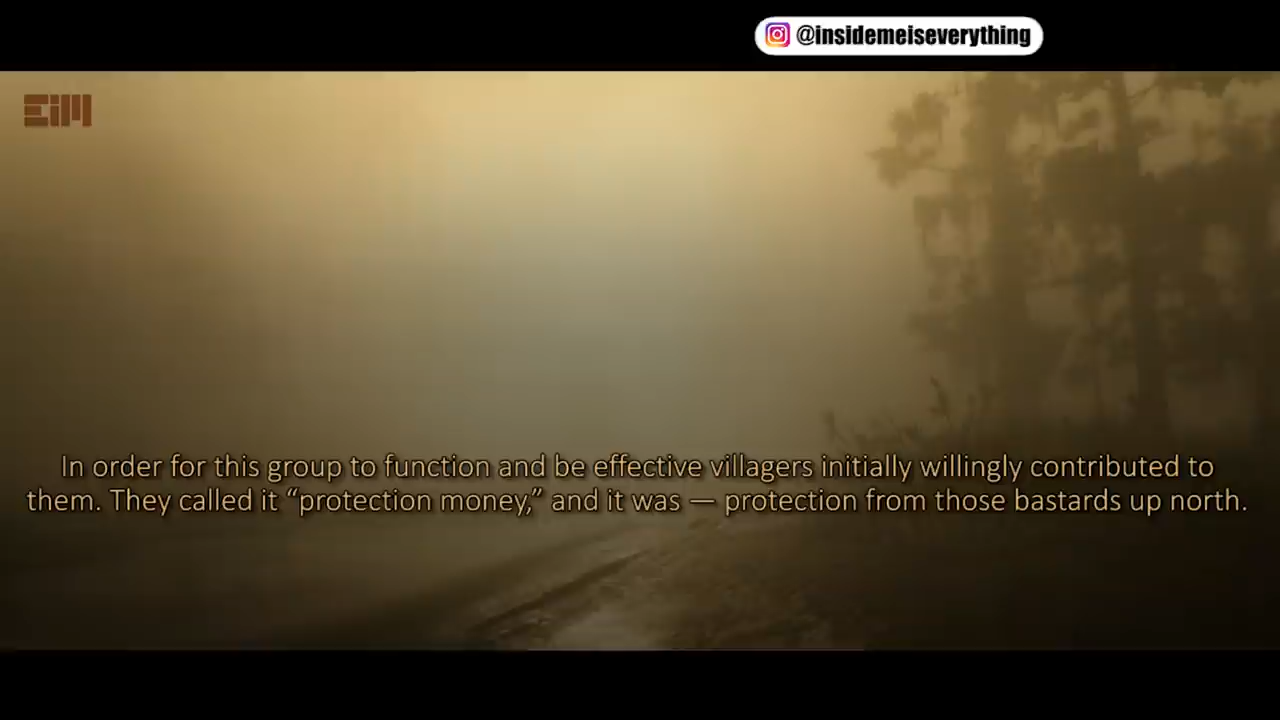 @insidemeiseverything
EiM
In order for this group to function and be effective villagers initially willingly contributed to
them. They called it “protection money,” and it was — protection from those bastards up north.